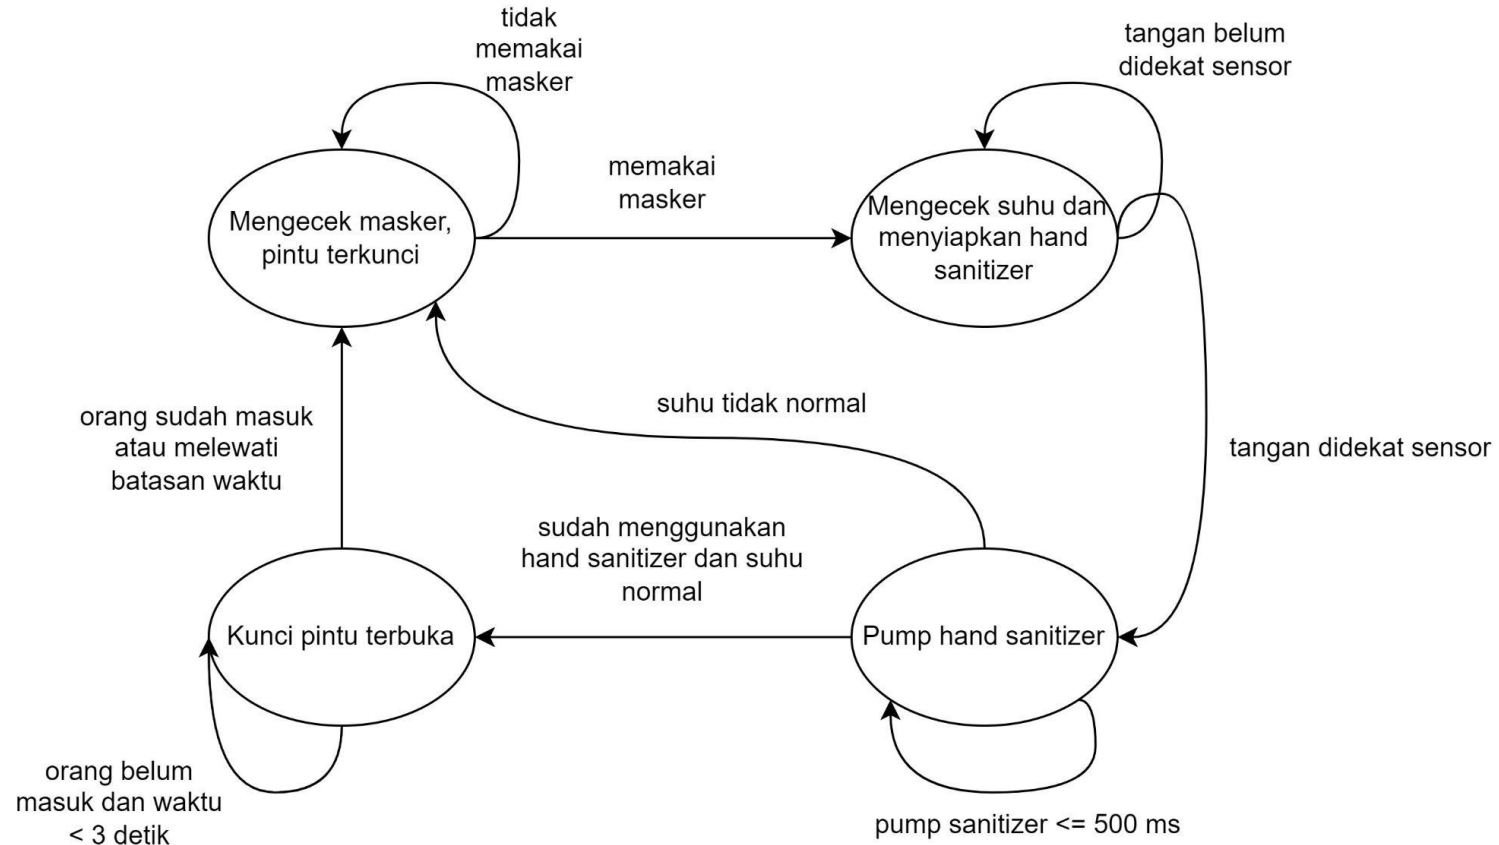 tidak
memakai
masker
tangan belum
didekat sensor
memakai
masker
Mengecek masker,
pintu terkunci
Mengecek suhu dan
menyiapkan hand
sanitizer
suhu tidak normal
orang sudah masuk
atau melewati
batasan waktu
tangan didekat sensor
sudah menggunakan
hand sanitizer dan suhu
normal
Kunci pintu terbuka
Pump hand sanitizer
orang belum
masuk dan waktu
< 3 detik
pump sanitizer <= 500 ms